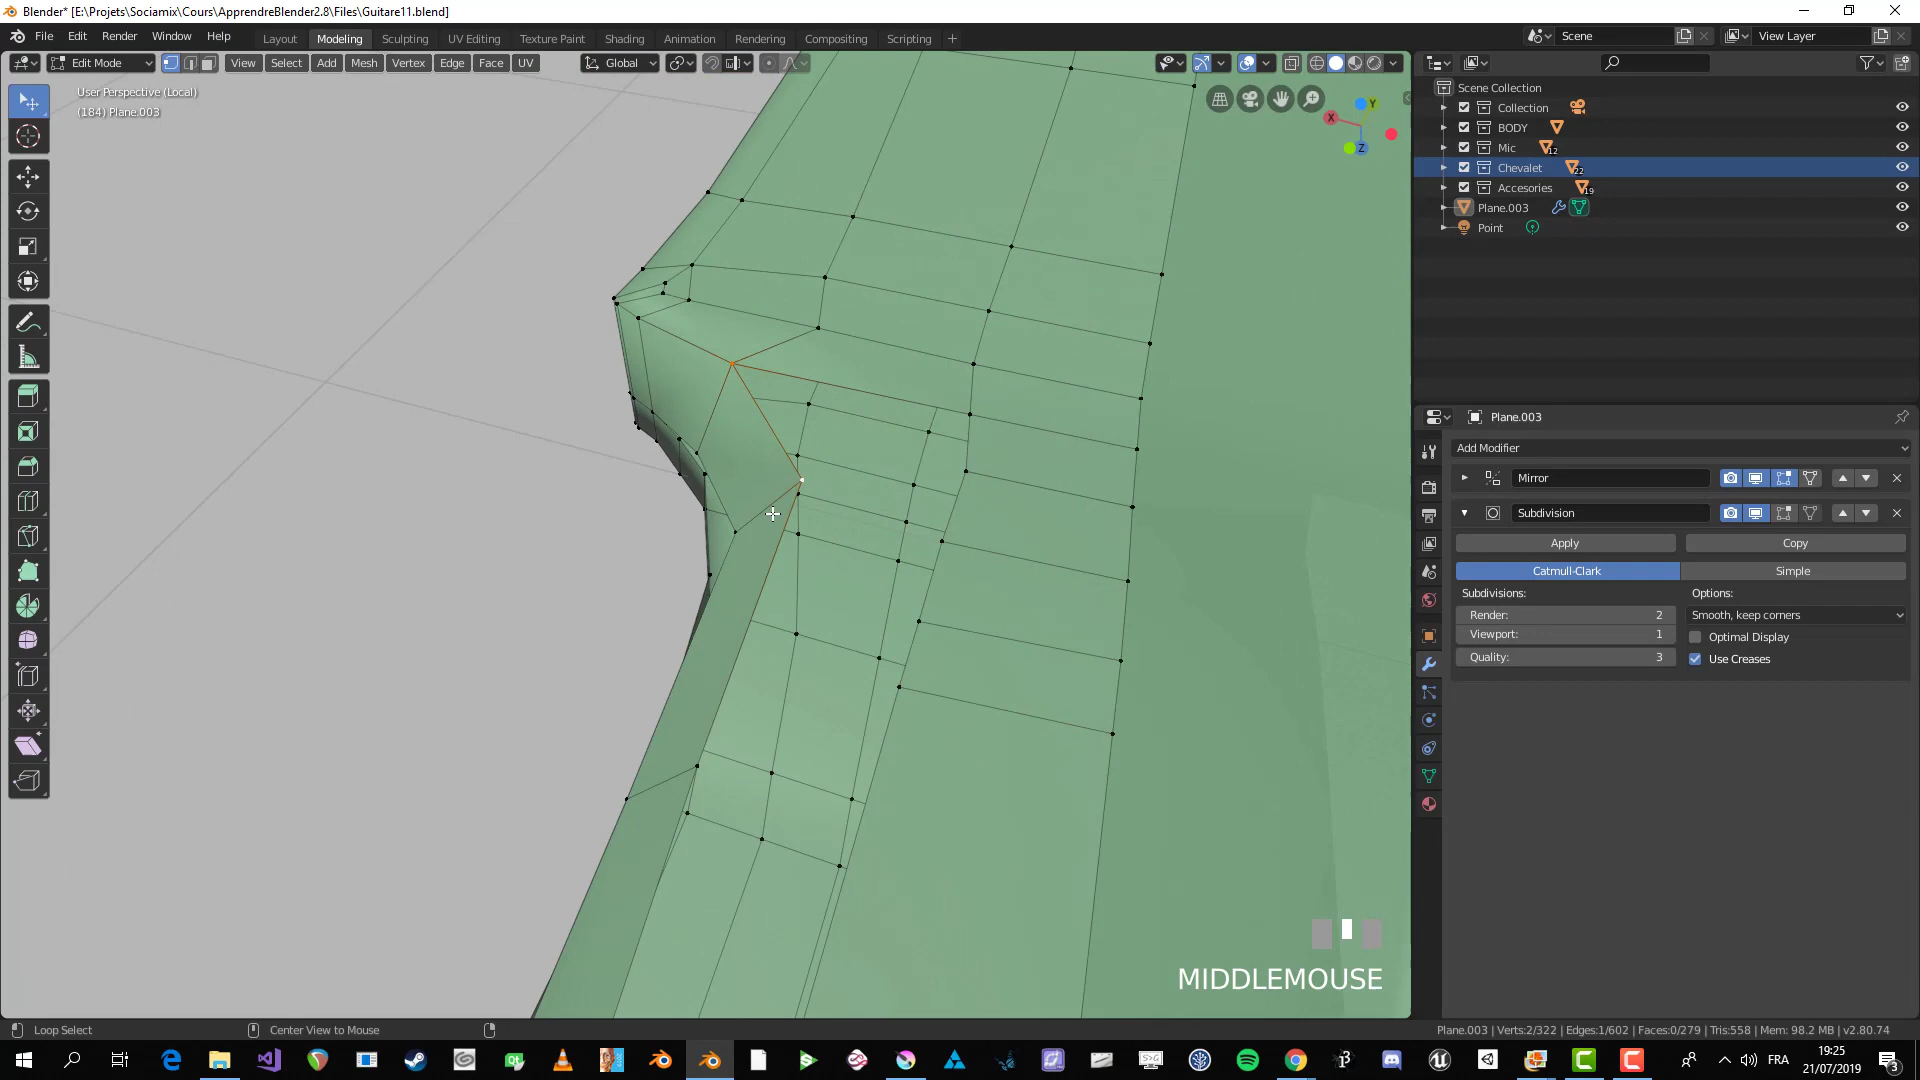 Blender* [E:\Projets\Sociamix\Cours\ApprendreBlender2.8\Files\Guitare11.blend]
File Edit Render Window Help Layout Modeling Sculpting UV Editing Texture Paint Shading Animation Rendering Compositing Scripting + Scene View Layer
Edit Mode View Select Add Mesh Vertex Edge Face UV Global
User Perspective (Local)
(184) Plane.003
X Y Z
Scene Collection
Collection
BODY
Mic 12
Chevalet 22
Accesories 19
Plane.003
Point
Plane.003
Add Modifier
Mirror
Subdivision
Apply Copy
Catmull-Clark Simple
Subdivisions: Options:
Render: 2 Smooth, keep corners
Viewport: 1 Optimal Display
Quality: 3 Use Creases
MIDDLEMOUSE
Loop Select Center View to Mouse Plane.003 | Verts:2/322 | Edges:1/602 | Faces:0/279 | Tris:558 | Mem: 98.2 MB | v2.80.74
FRA 19:25
21/07/2019 3